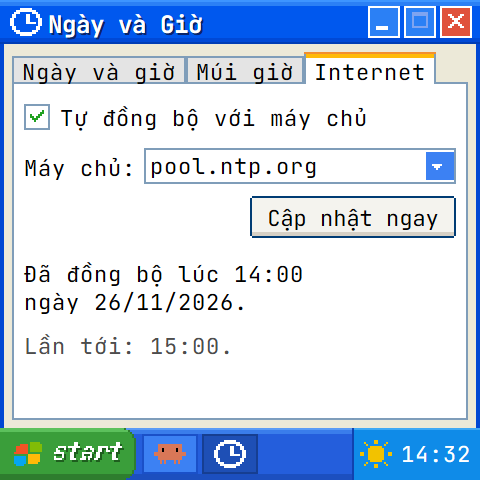 Ngày và Giờ
Ngày và giờ
Múi giờ
Internet
Tự đồng bộ với máy chủ
Máy chủ: pool.ntp.org
Cập nhật ngay
Đã đồng bộ lúc 14:00
ngày 26/11/2026.
Lần tới: 15:00.
start
14:32